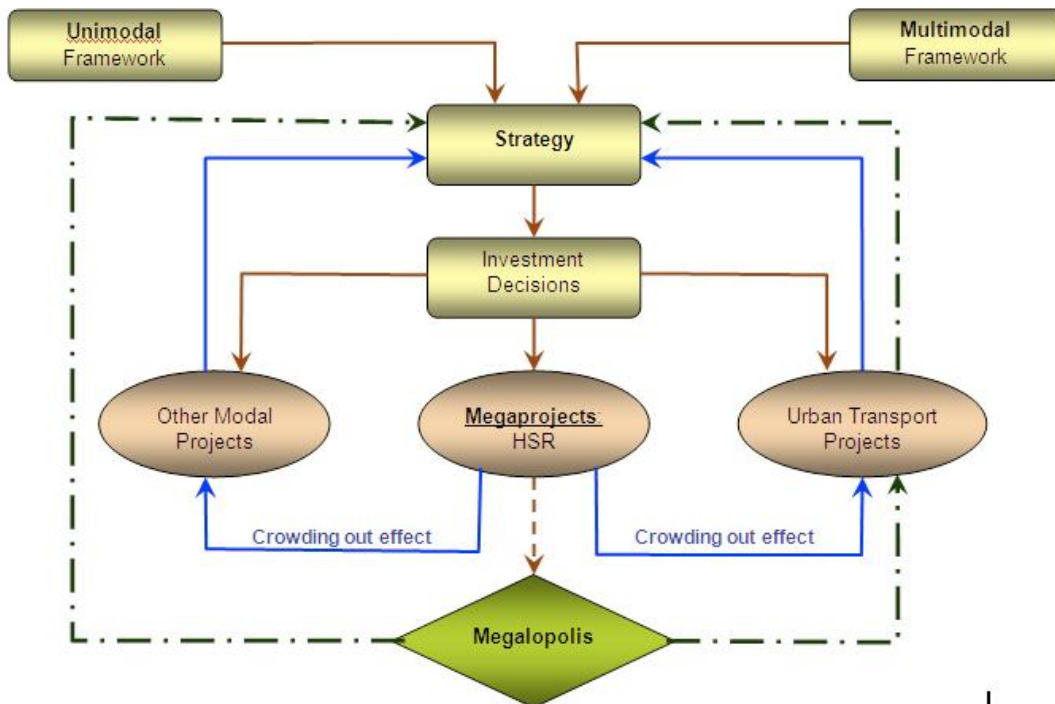 Unimodal
Framework
Multimodal
Framework
Strategy
Investment
Decisions
Other Modal
Projects
Megaprojects:
HSR
Urban Transport
Projects
Crowding out effect
Crowding out effect
Megalopolis